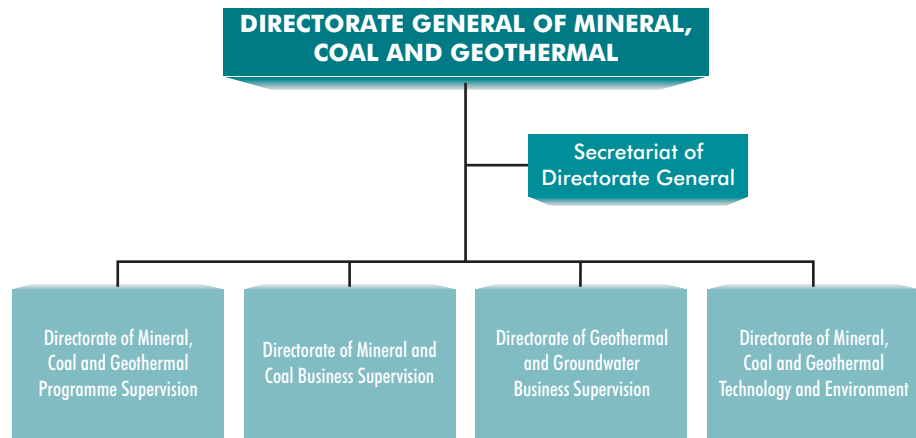 DIRECTORATE GENERAL OF MINERAL,
COAL AND GEOTHERMAL
Secretariat of
Directorate General
Directorate of Mineral,
Coal and Geothermal
Programme Supervision
Directorate of Mineral and
Coal Business Supervision
Directorate of Geothermal
and Groundwater
Business Supervision
Directorate of Mineral,
Coal and Geothermal
Technology and Environment